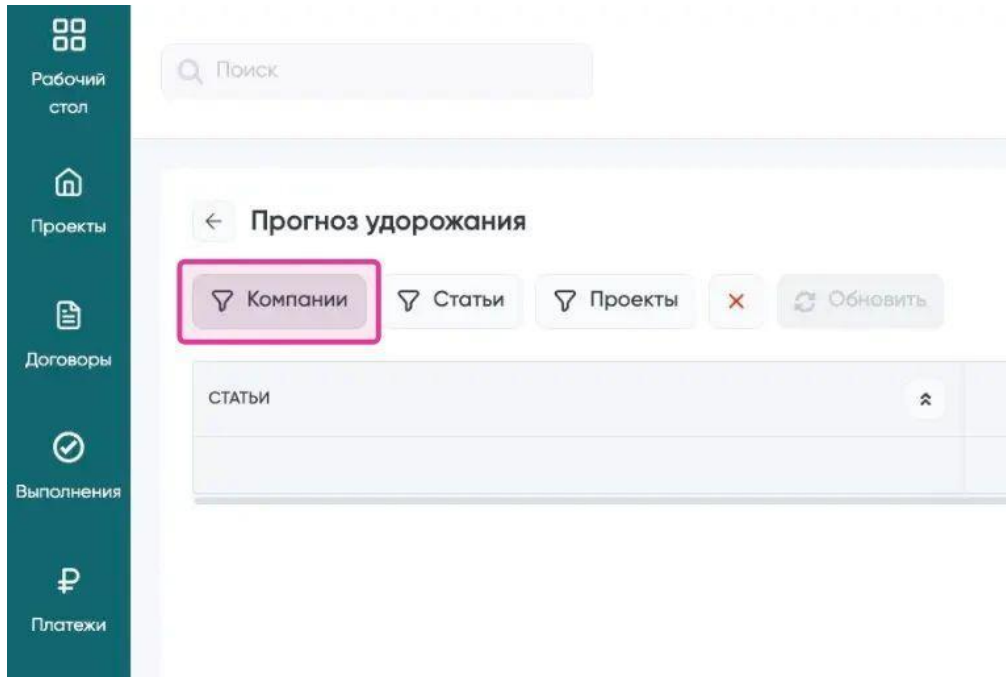 Рабочий
стол
Проекты
Договоры
Выполнения
Платежи
Поиск
Прогноз удорожания
Компании Статьи Проекты Обновить
СТАТЬИ